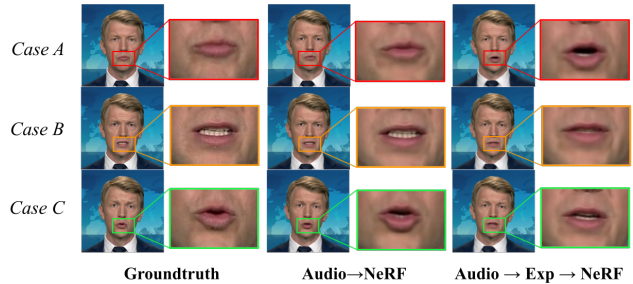 Case A
Case B
Case C
Groundtruth
Audio→NeRF
Audio → Exp → NeRF